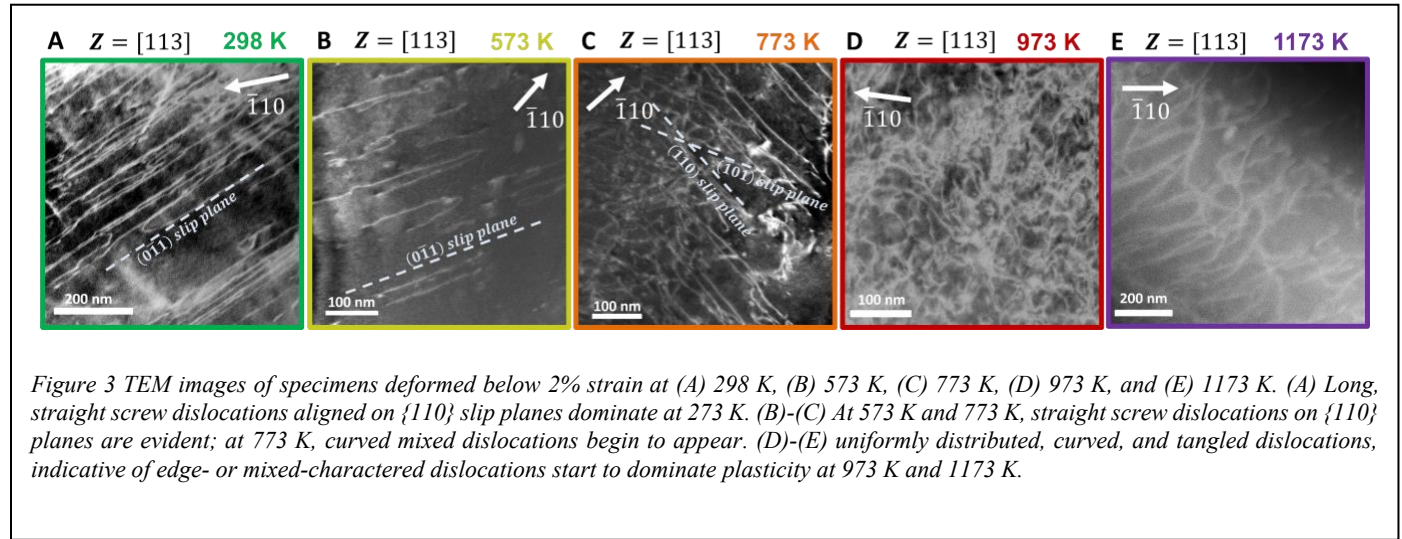 A Z = [113] 298 K B Z = [113] 573 K C Z = [113] 773 K D Z = [113] 973 K E Z = [113] 1173 K
1̄10
(01̄1) slip plane
200 nm
1̄10
(01̄1) slip plane
100 nm
1̄10
(101̄) slip plane
(1̄10) slip plane
100 nm
1̄10
100 nm
1̄10
200 nm
Figure 3 TEM images of specimens deformed below 2% strain at (A) 298 K, (B) 573 K, (C) 773 K, (D) 973 K, and (E) 1173 K. (A) Long,
straight screw dislocations aligned on {110} slip planes dominate at 273 K. (B)-(C) At 573 K and 773 K, straight screw dislocations on {110}
planes are evident; at 773 K, curved mixed dislocations begin to appear. (D)-(E) uniformly distributed, curved, and tangled dislocations,
indicative of edge- or mixed-charactered dislocations start to dominate plasticity at 973 K and 1173 K.